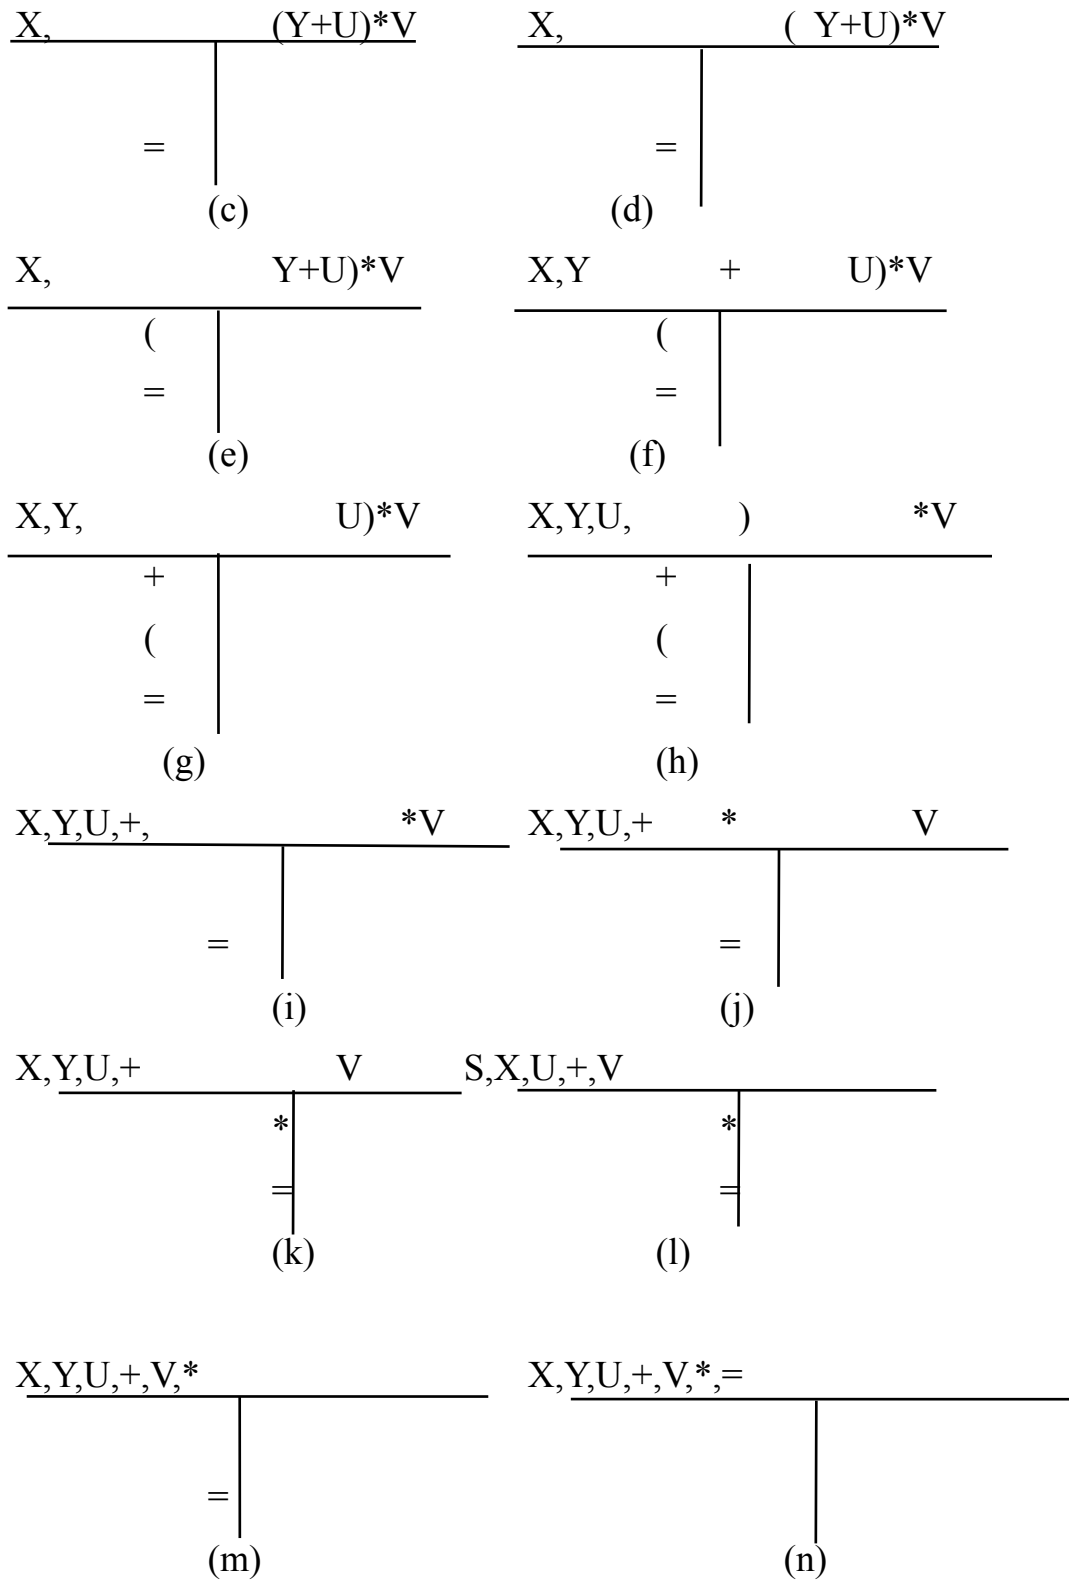 X, (Y+U)*V X, ( Y+U)*V
= =
(c) (d)
X, Y+U)*V X,Y + U)*V
( (
= =
(e) (f)
X,Y, U)*V X,Y,U, ) *V
+ +
( (
= =
(g) (h)
X,Y,U,+, *V X,Y,U,+ * V
= =
(i) (j)
X,Y,U,+ V S,X,U,+,V
* *
= =
(k) (l)
X,Y,U,+,V,* X,Y,U,+,V,*,=
=
(m) (n)